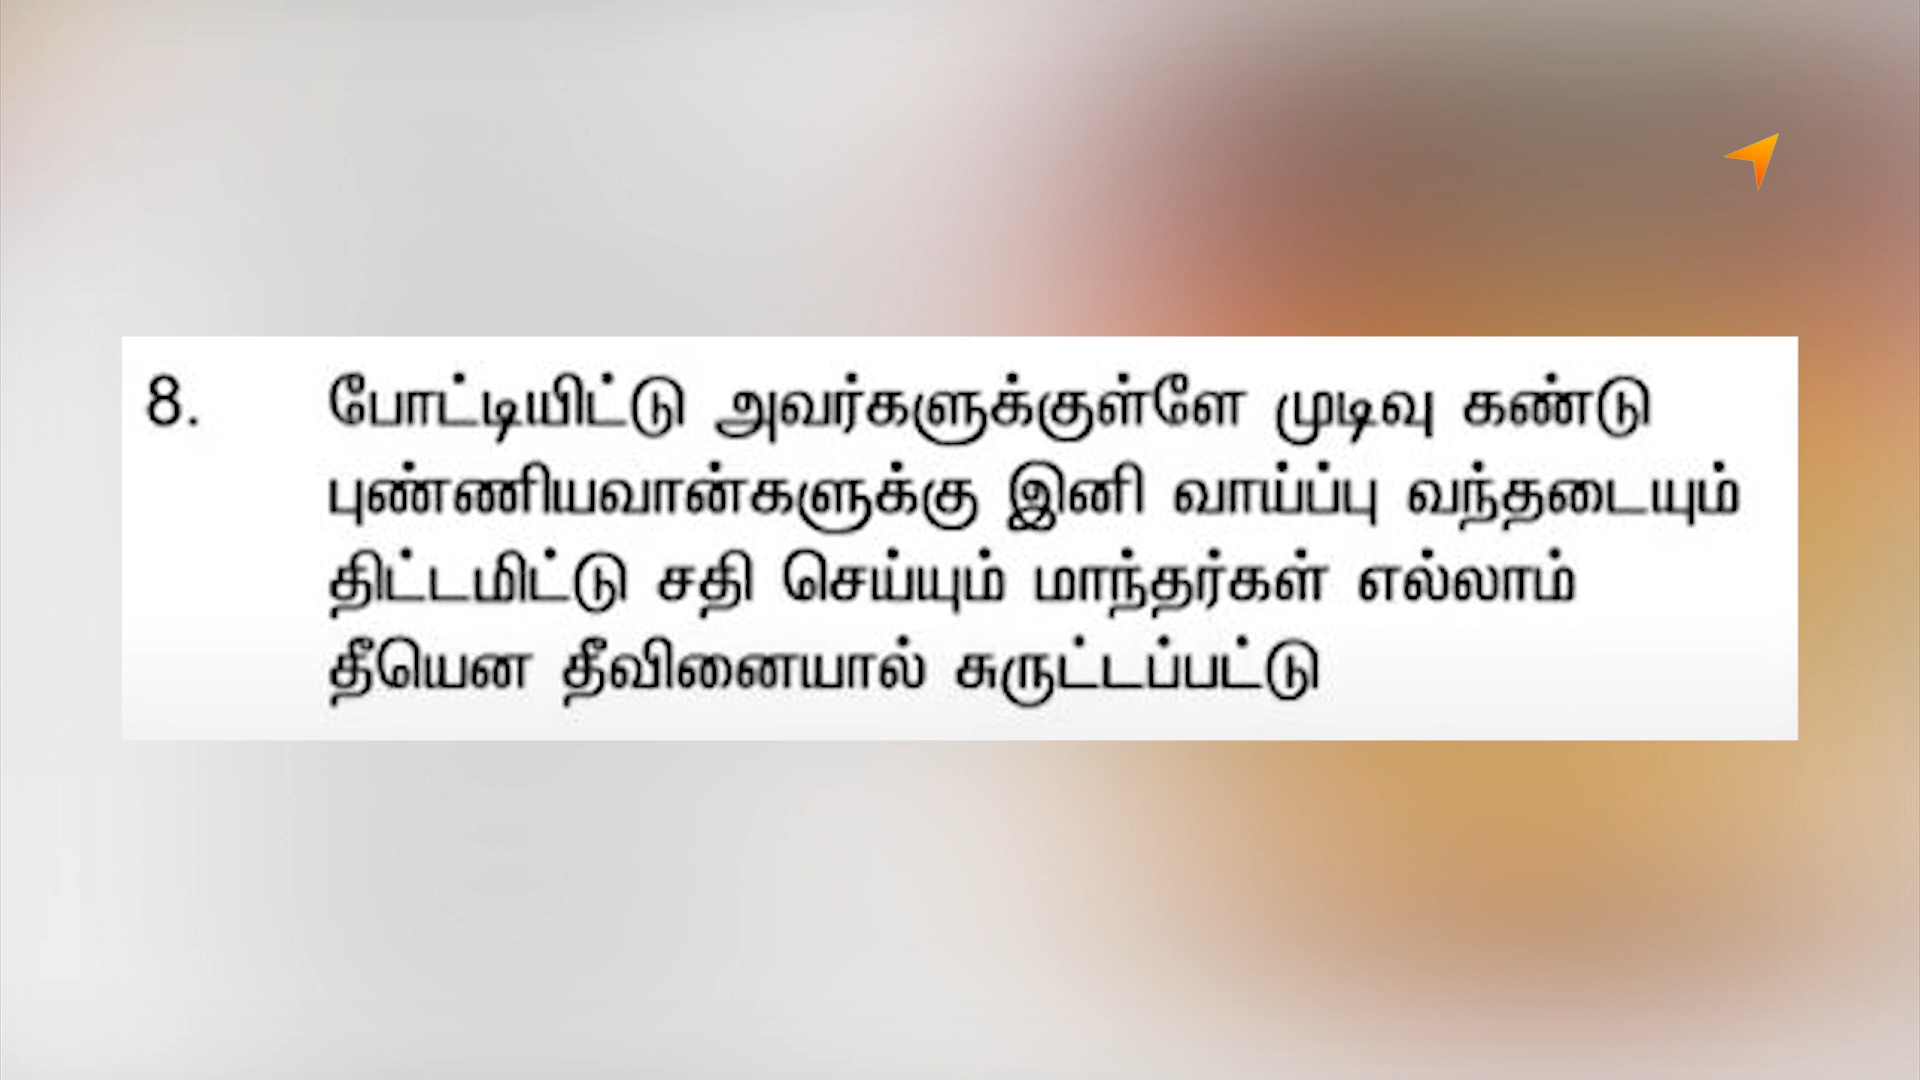 8. போட்டியிட்டு அவர்களுக்குள்ளே முடிவு கண்டு
புண்ணியவான்களுக்கு இனி வாய்ப்பு வந்தடையும்
திட்டமிட்டு சதி செய்யும் மாந்தர்கள் எல்லாம்
தீயென தீவினையால் சுருட்டப்பட்டு